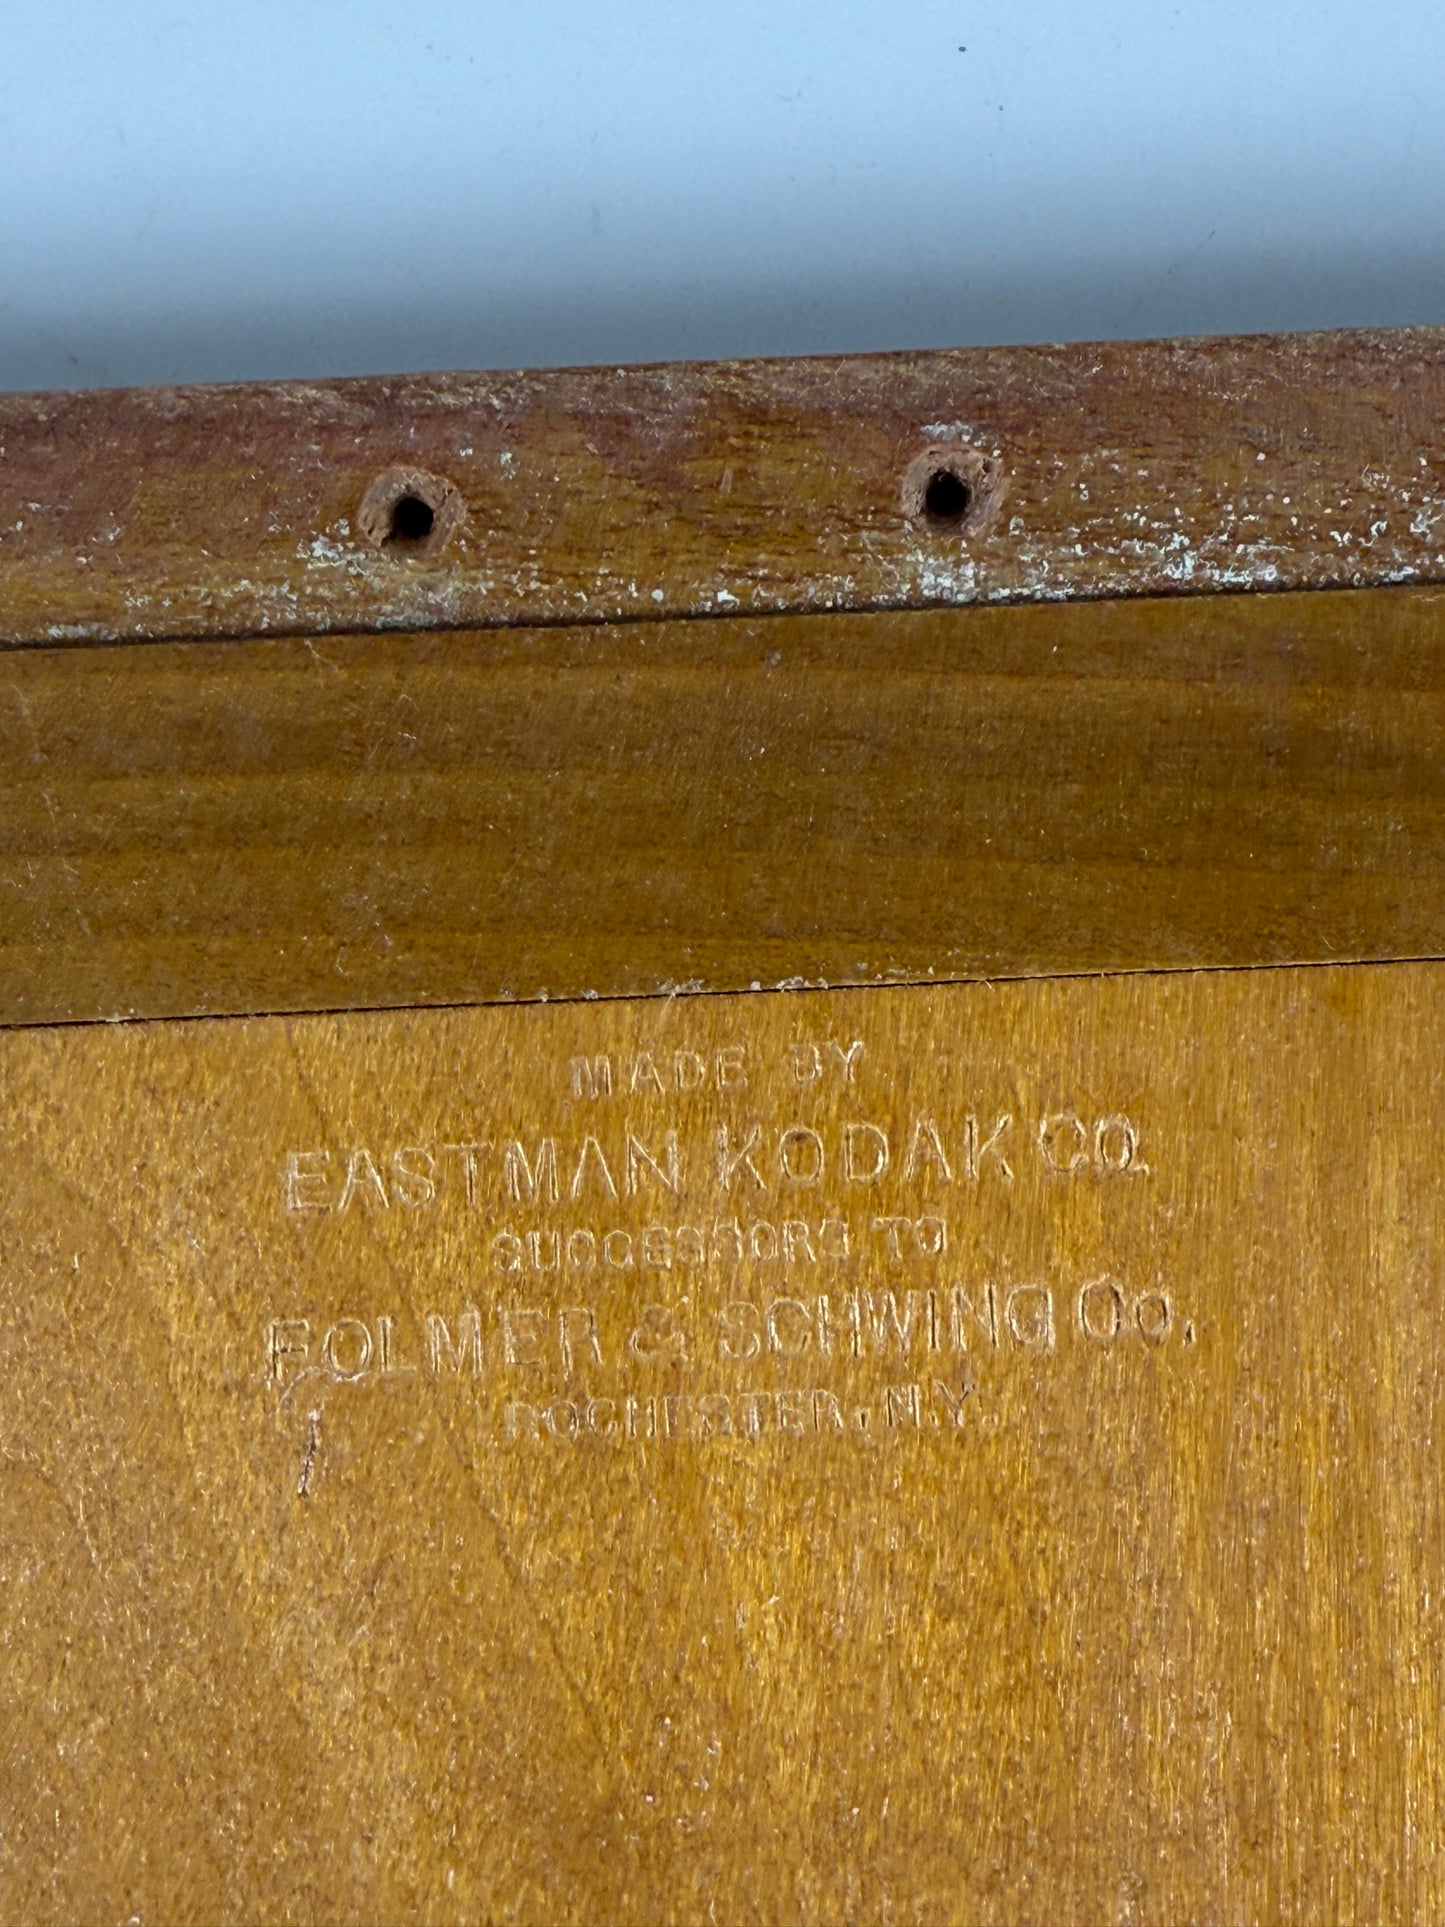 MADE BY
EASTMAN KODAK CO.
SUCCESSORS TO
FOLMER & SCHWING CO.
ROCHESTER, N.Y.